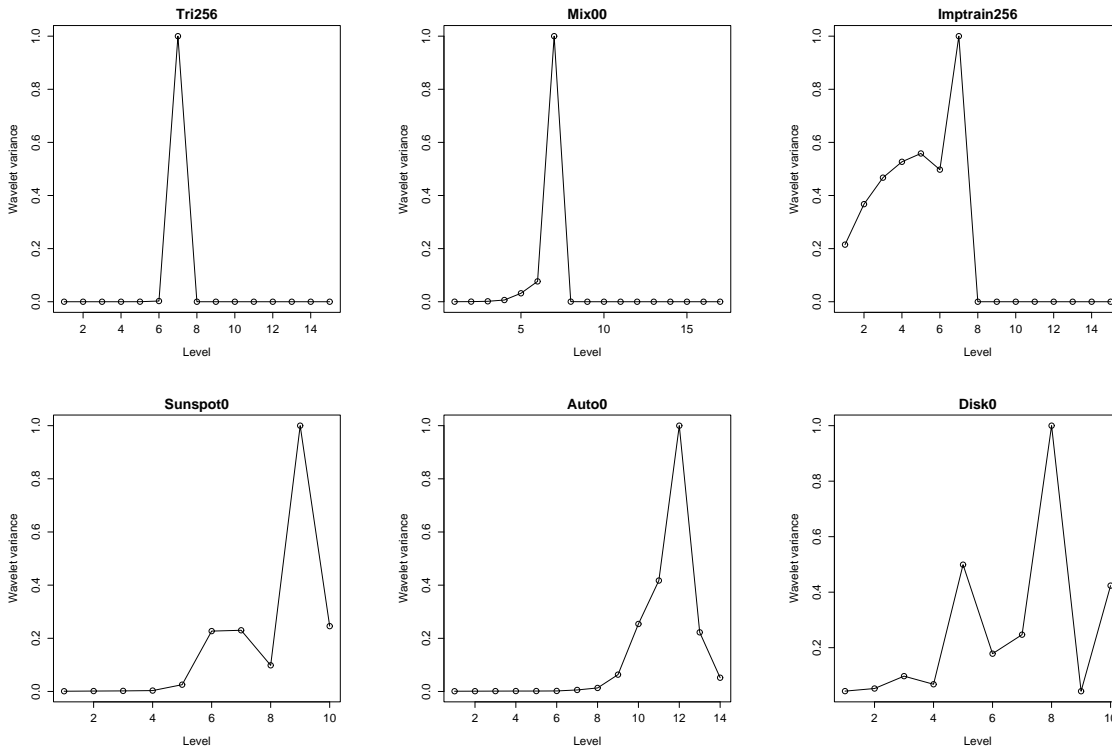 Tri256
Wavelet variance
0.0 0.2 0.4 0.6 0.8 1.0
2 4 6 8 10 12 14
Level
Mix00
Wavelet variance
0.0 0.2 0.4 0.6 0.8 1.0
5 10 15
Level
Imptrain256
Wavelet variance
0.0 0.2 0.4 0.6 0.8 1.0
2 4 6 8 10 12 14
Level
Sunspot0
Wavelet variance
0.0 0.2 0.4 0.6 0.8 1.0
2 4 6 8 10
Level
Auto0
Wavelet variance
0.0 0.2 0.4 0.6 0.8 1.0
2 4 6 8 10 12 14
Level
Disk0
Wavelet variance
0.2 0.4 0.6 0.8 1.0
2 4 6 8 10
Level